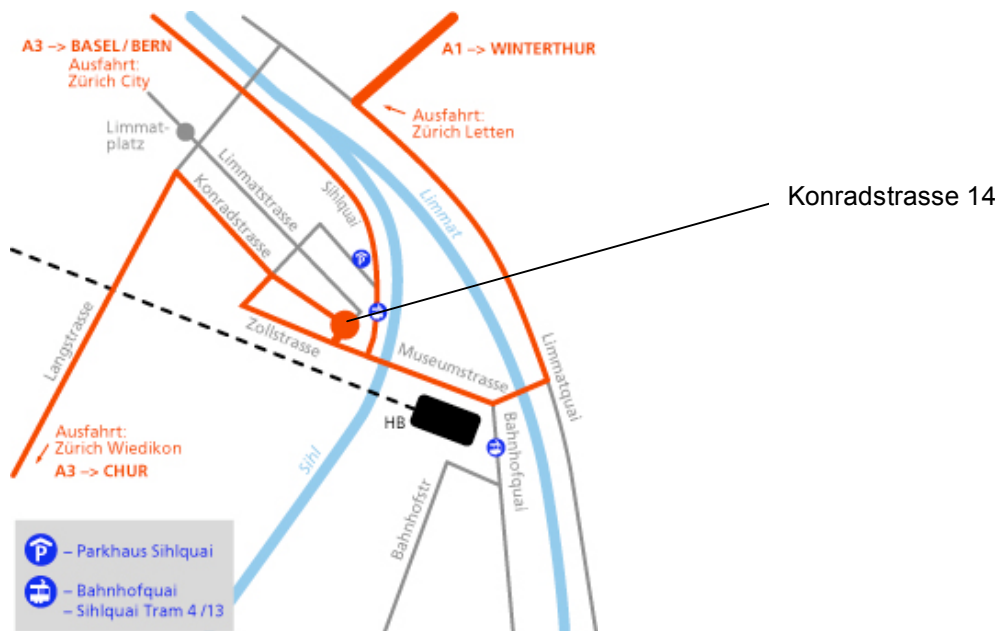 A3 –> BASEL/BERN
Ausfahrt:
Zürich City
A1 –> WINTERTHUR
Ausfahrt:
Zürich Letten
Limmat-
platz
Limmatstrasse
Konradstrasse
Sihlquai
Limmat
Konradstrasse 14
Langstrasse
Zollstrasse
Museumstrasse
Limmatquai
HB
Bahnhofquai
Ausfahrt:
Zürich Wiedikon
A3 –> CHUR
Sihl
Bahnhofstr
P – Parkhaus Sihlquai
– Bahnhofquai
– Sihlquai Tram 4/13